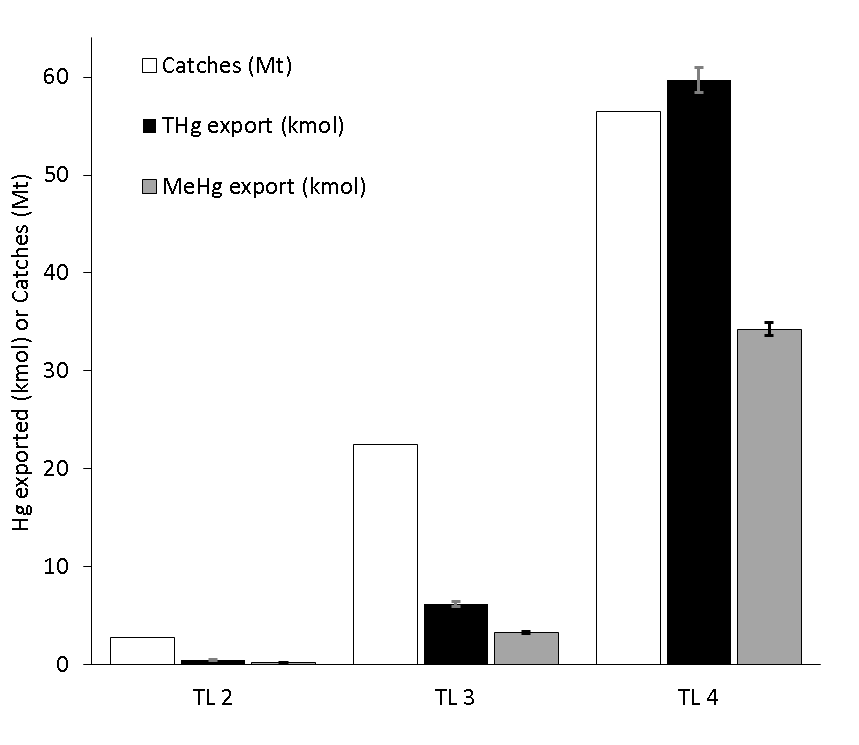 Catches (Mt)
THg export (kmol)
MeHg export (kmol)
Hg exported (kmol) or Catches (Mt)
60
50
40
30
20
10
0
TL 2
TL 3
TL 4